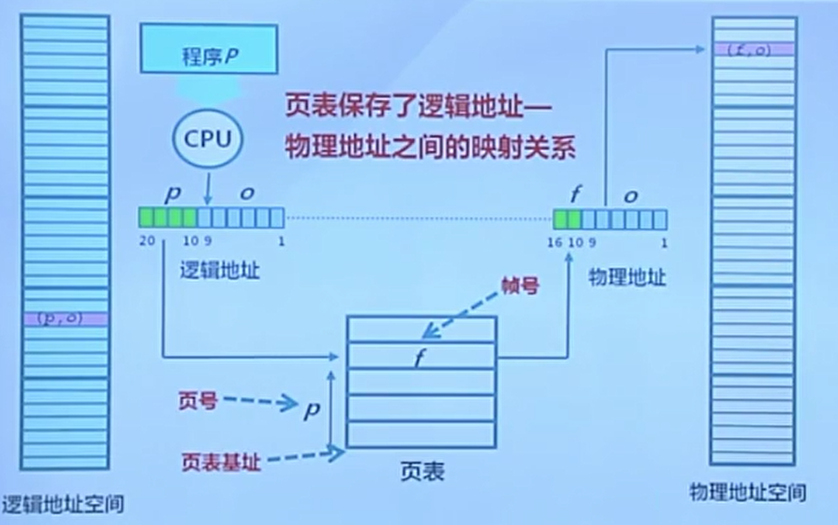 程序P
CPU
页表保存了逻辑地址—
物理地址之间的映射关系
(f,o)
p o
20 10 9 1
逻辑地址
f o
16 10 9 1
物理地址
(p,o)
帧号
f
页号
p
页表基址
页表
逻辑地址空间
物理地址空间